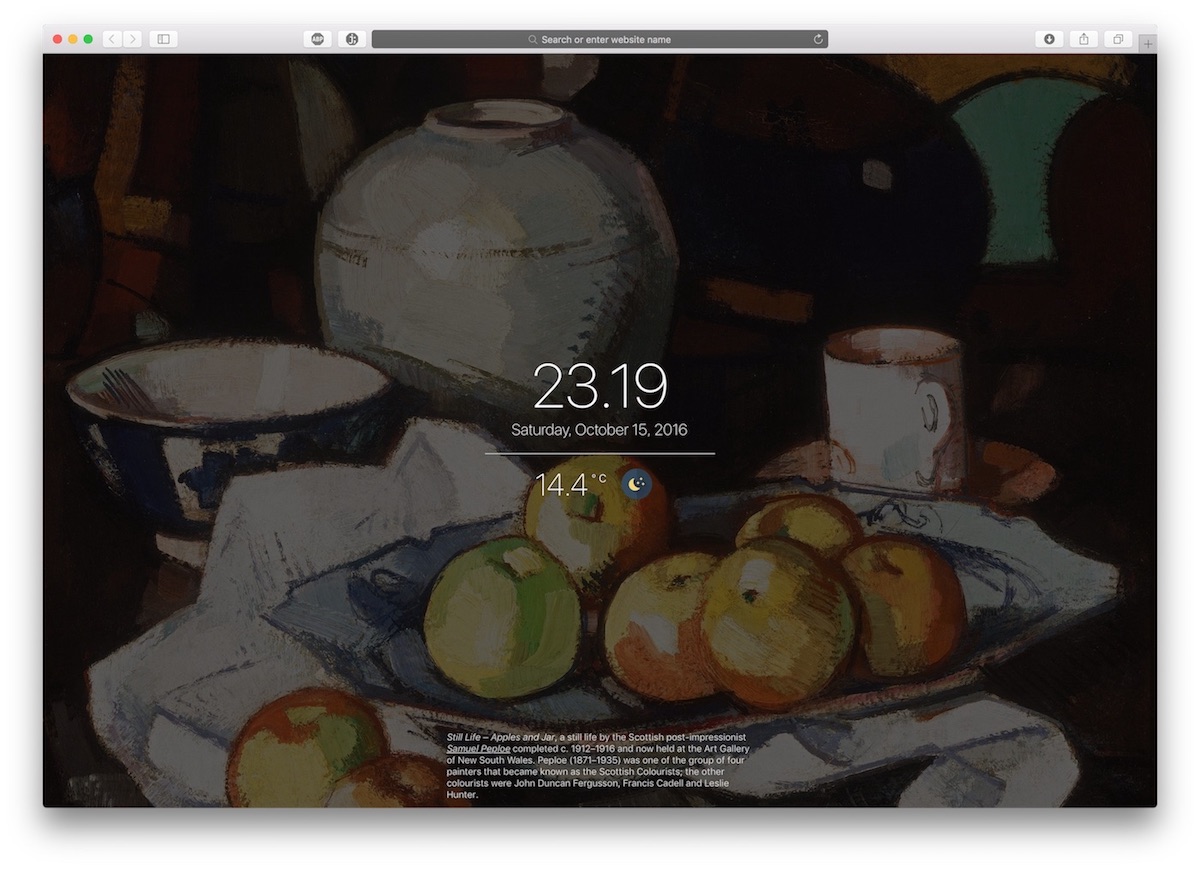 ABP
Search or enter website name
23.19
Saturday, October 15, 2016
14.4°C
Still Life – Apples and Jar, a still life by the Scottish post-impressionist
Samuel Peploe completed c. 1912–1916 and now held at the Art Gallery
of New South Wales. Peploe (1871–1935) was one of the group of four
painters that became known as the Scottish Colourists; the other
colourists were John Duncan Fergusson, Francis Cadell and Leslie
Hunter.